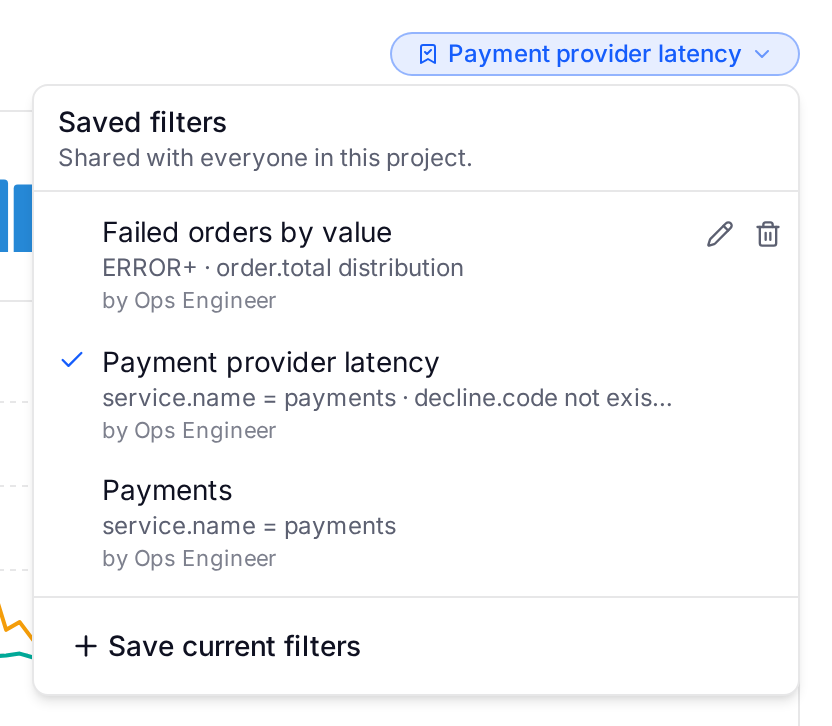 Payment provider latency
Saved filters
Shared with everyone in this project.
Failed orders by value
ERROR+ · order.total distribution
by Ops Engineer
Payment provider latency
service.name = payments · decline.code not exis...
by Ops Engineer
Payments
service.name = payments
by Ops Engineer
Save current filters